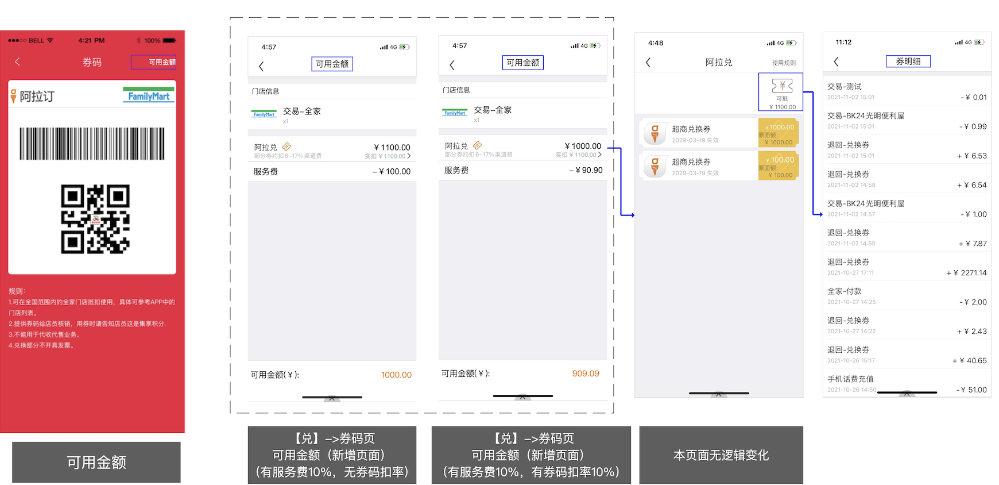 BELL
4:21 PM
100%
券码
可用金额
阿拉订
FamilyMart
规则：
1.可在全国范围内的全家门店抵扣使用，具体可参考APP中的
门店列表。
2.提供券码给店员核销，用券时请告知店员这是集享积分.
3.不能用于代收代售业务。
4.兑换部分不开具发票。
可用金额
4:57
4G
可用金额
门店信息
FamilyMart
交易–全家
x1
阿拉兑
¥ 1100.00
部分券约扣6~17%渠道费
实扣 ¥ 1100.00
服务费
– ¥ 100.00
可用金额(¥):
1000.00
【兑】–>券码页
可用金额（新增页面）
（有服务费10%，无券码扣率）
4:57
4G
可用金额
门店信息
FamilyMart
交易–全家
x1
阿拉兑
¥ 1000.00
部分券约扣6~17%渠道费
实扣 ¥ 1100.00
服务费
– ¥ 90.90
可用金额(¥):
909.09
【兑】–>券码页
可用金额（新增页面）
（有服务费10%，有券码扣率10%）
4:48
4G
阿拉兑
使用规则
可抵
¥ 1100.00
超商兑换券
2029-03-19 失效
¥ 1000.00
原面额:
¥ 1000.00
超商兑换券
2029-03-19 失效
¥ 100.00
原面额:
¥ 100.00
本页面无逻辑变化
11:12
4G
券明细
交易-测试
2021-11-02 15:01
- ¥ 0.01
交易-BK24光明便利屋
2021-11-02 15:01
- ¥ 0.99
退回-兑换券
2021-11-02 15:01
+ ¥ 6.53
退回-兑换券
2021-11-02 14:58
+ ¥ 6.54
交易-BK24光明便利屋
2021-11-02 14:57
- ¥ 1.00
退回-兑换券
2021-11-02 14:55
+ ¥ 7.87
退回-兑换券
2021-10-27 17:11
+ ¥ 2271.14
全家-付款
2021-10-27 14:25
- ¥ 2.00
退回-兑换券
2021-10-27 14:22
+ ¥ 2.43
退回-兑换券
2021-10-26 15:17
+ ¥ 40.65
手机话费充值
2021-10-26 14:50
- ¥ 51.00